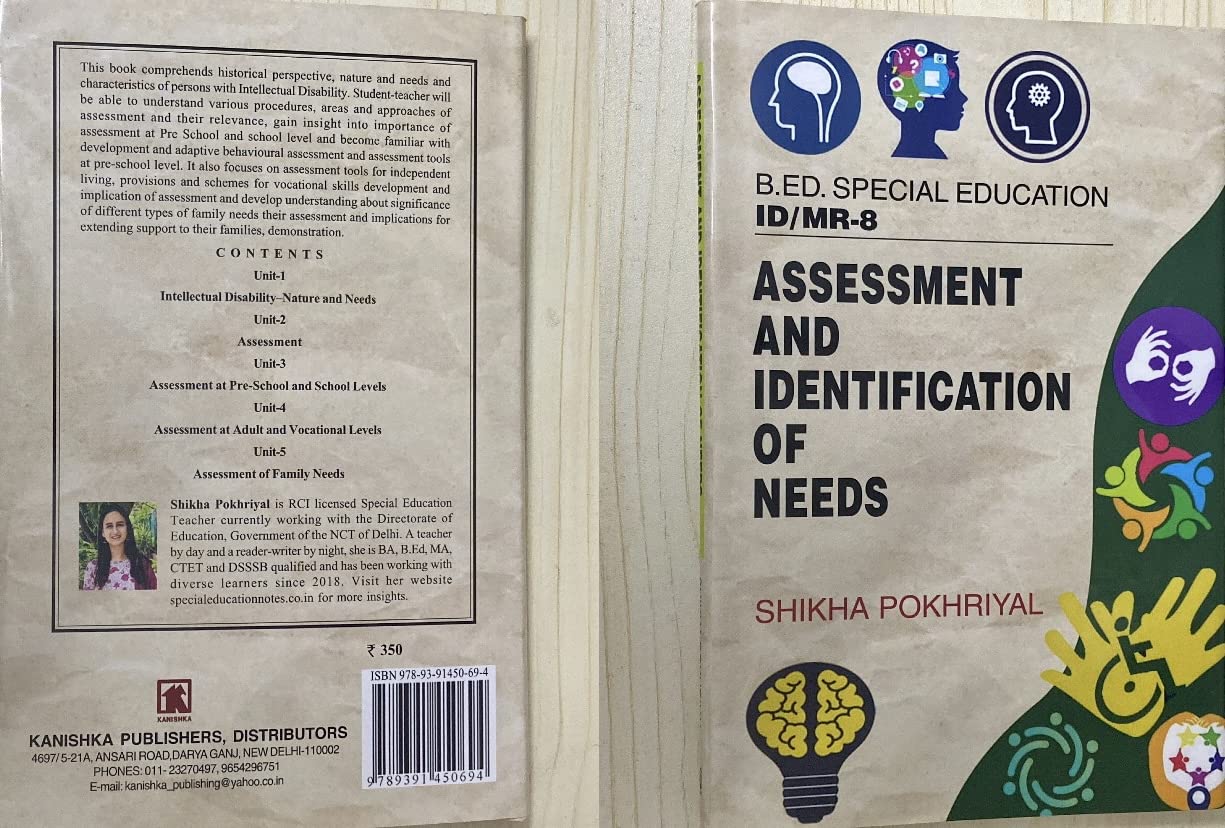 This book comprehends historical perspective, nature and needs and
characteristics of persons with Intellectual Disability. Student-teacher will
be able to understand various procedures, areas and approaches of
assessment and their relevance, gain insight into importance of
assessment at Pre School and school level and become familiar with
development and adaptive behavioural assessment and assessment tools
at pre-school level. It also focuses on assessment tools for independent
living, provisions and schemes for vocational skills development and
implication of assessment and develop understanding about significance
of different types of family needs their assessment and implications for
extending support to their families, demonstration.
CONTENTS
Unit-1
Intellectual Disability–Nature and Needs
Unit-2
Assessment
Unit-3
Assessment at Pre-School and School Levels
Unit-4
Assessment at Adult and Vocational Levels
Unit-5
Assessment of Family Needs
Shikha Pokhriyal is RCI licensed Special Education
Teacher currently working with the Directorate of
Education, Government of the NCT of Delhi. A teacher
by day and a reader-writer by night, she is BA, B.Ed, MA,
CTET and DSSSB qualified and has been working with
diverse learners since 2018. Visit her website
specialeducationnotes.co.in for more insights.
₹ 350
ISBN 978-93-91450-69-4
9 789391 450694
KANISHKA
KANISHKA PUBLISHERS, DISTRIBUTORS
4697/ 5-21A, ANSARI ROAD,DARYA GANJ, NEW DELHI-110002
PHONES: 011- 23270497, 9654296751
E-mail: kanishka_publishing@yahoo.co.in
B.ED. SPECIAL EDUCATION
ID/MR-8
ASSESSMENT
AND
IDENTIFICATION
OF
NEEDS
SHIKHA POKHRIYAL